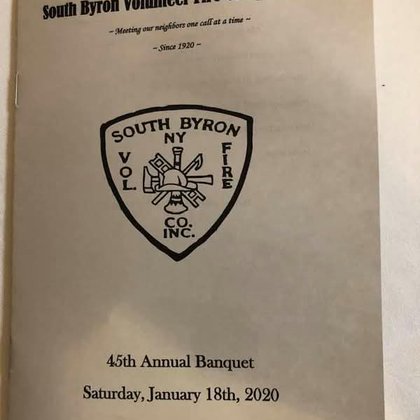 South Byron Volunteer
~ Meeting our neighbors one call at a time ~
~ Since 1920 ~
SOUTH BYRON
NY
VOL.
FIRE
CO.
INC.
45th Annual Banquet
Saturday, January 18th, 2020